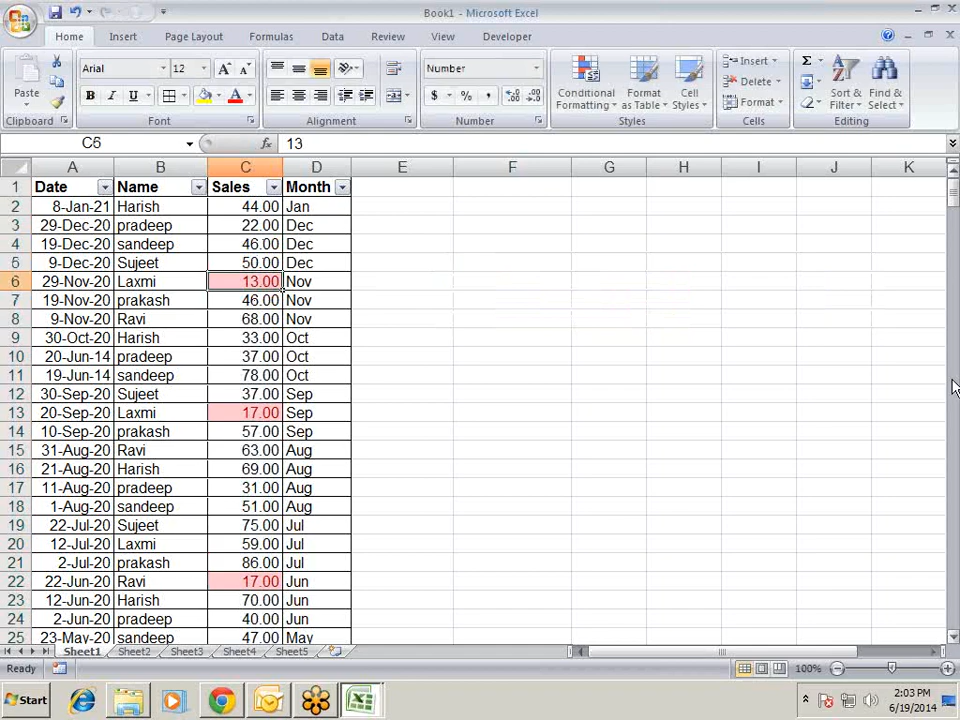 Book1 - Microsoft Excel
Home Insert Page Layout Formulas Data Review View Developer
Paste Arial 12 A A Number Conditional Formatting Format as Table Cell Styles Insert Delete Format Σ Sort & Filter Find & Select
B I U A $ % ,
Clipboard Font Alignment Number Styles Cells Editing
C6 fx 13
A B C D E F G H I J K
1 Date Name Sales Month
2 8-Jan-21 Harish 44.00 Jan
3 29-Dec-20 pradeep 22.00 Dec
4 19-Dec-20 sandeep 46.00 Dec
5 9-Dec-20 Sujeet 50.00 Dec
6 29-Nov-20 Laxmi 13.00 Nov
7 19-Nov-20 prakash 46.00 Nov
8 9-Nov-20 Ravi 68.00 Nov
9 30-Oct-20 Harish 33.00 Oct
10 20-Jun-14 pradeep 37.00 Oct
11 19-Jun-14 sandeep 78.00 Oct
12 30-Sep-20 Sujeet 37.00 Sep
13 20-Sep-20 Laxmi 17.00 Sep
14 10-Sep-20 prakash 57.00 Sep
15 31-Aug-20 Ravi 63.00 Aug
16 21-Aug-20 Harish 69.00 Aug
17 11-Aug-20 pradeep 31.00 Aug
18 1-Aug-20 sandeep 51.00 Aug
19 22-Jul-20 Sujeet 75.00 Jul
20 12-Jul-20 Laxmi 59.00 Jul
21 2-Jul-20 prakash 86.00 Jul
22 22-Jun-20 Ravi 17.00 Jun
23 12-Jun-20 Harish 70.00 Jun
24 2-Jun-20 pradeep 40.00 Jun
25 23-May-20 sandeep 47.00 May
Sheet1 Sheet2 Sheet3 Sheet4 Sheet5
Ready 100%
Start 2:03 PM
6/19/2014